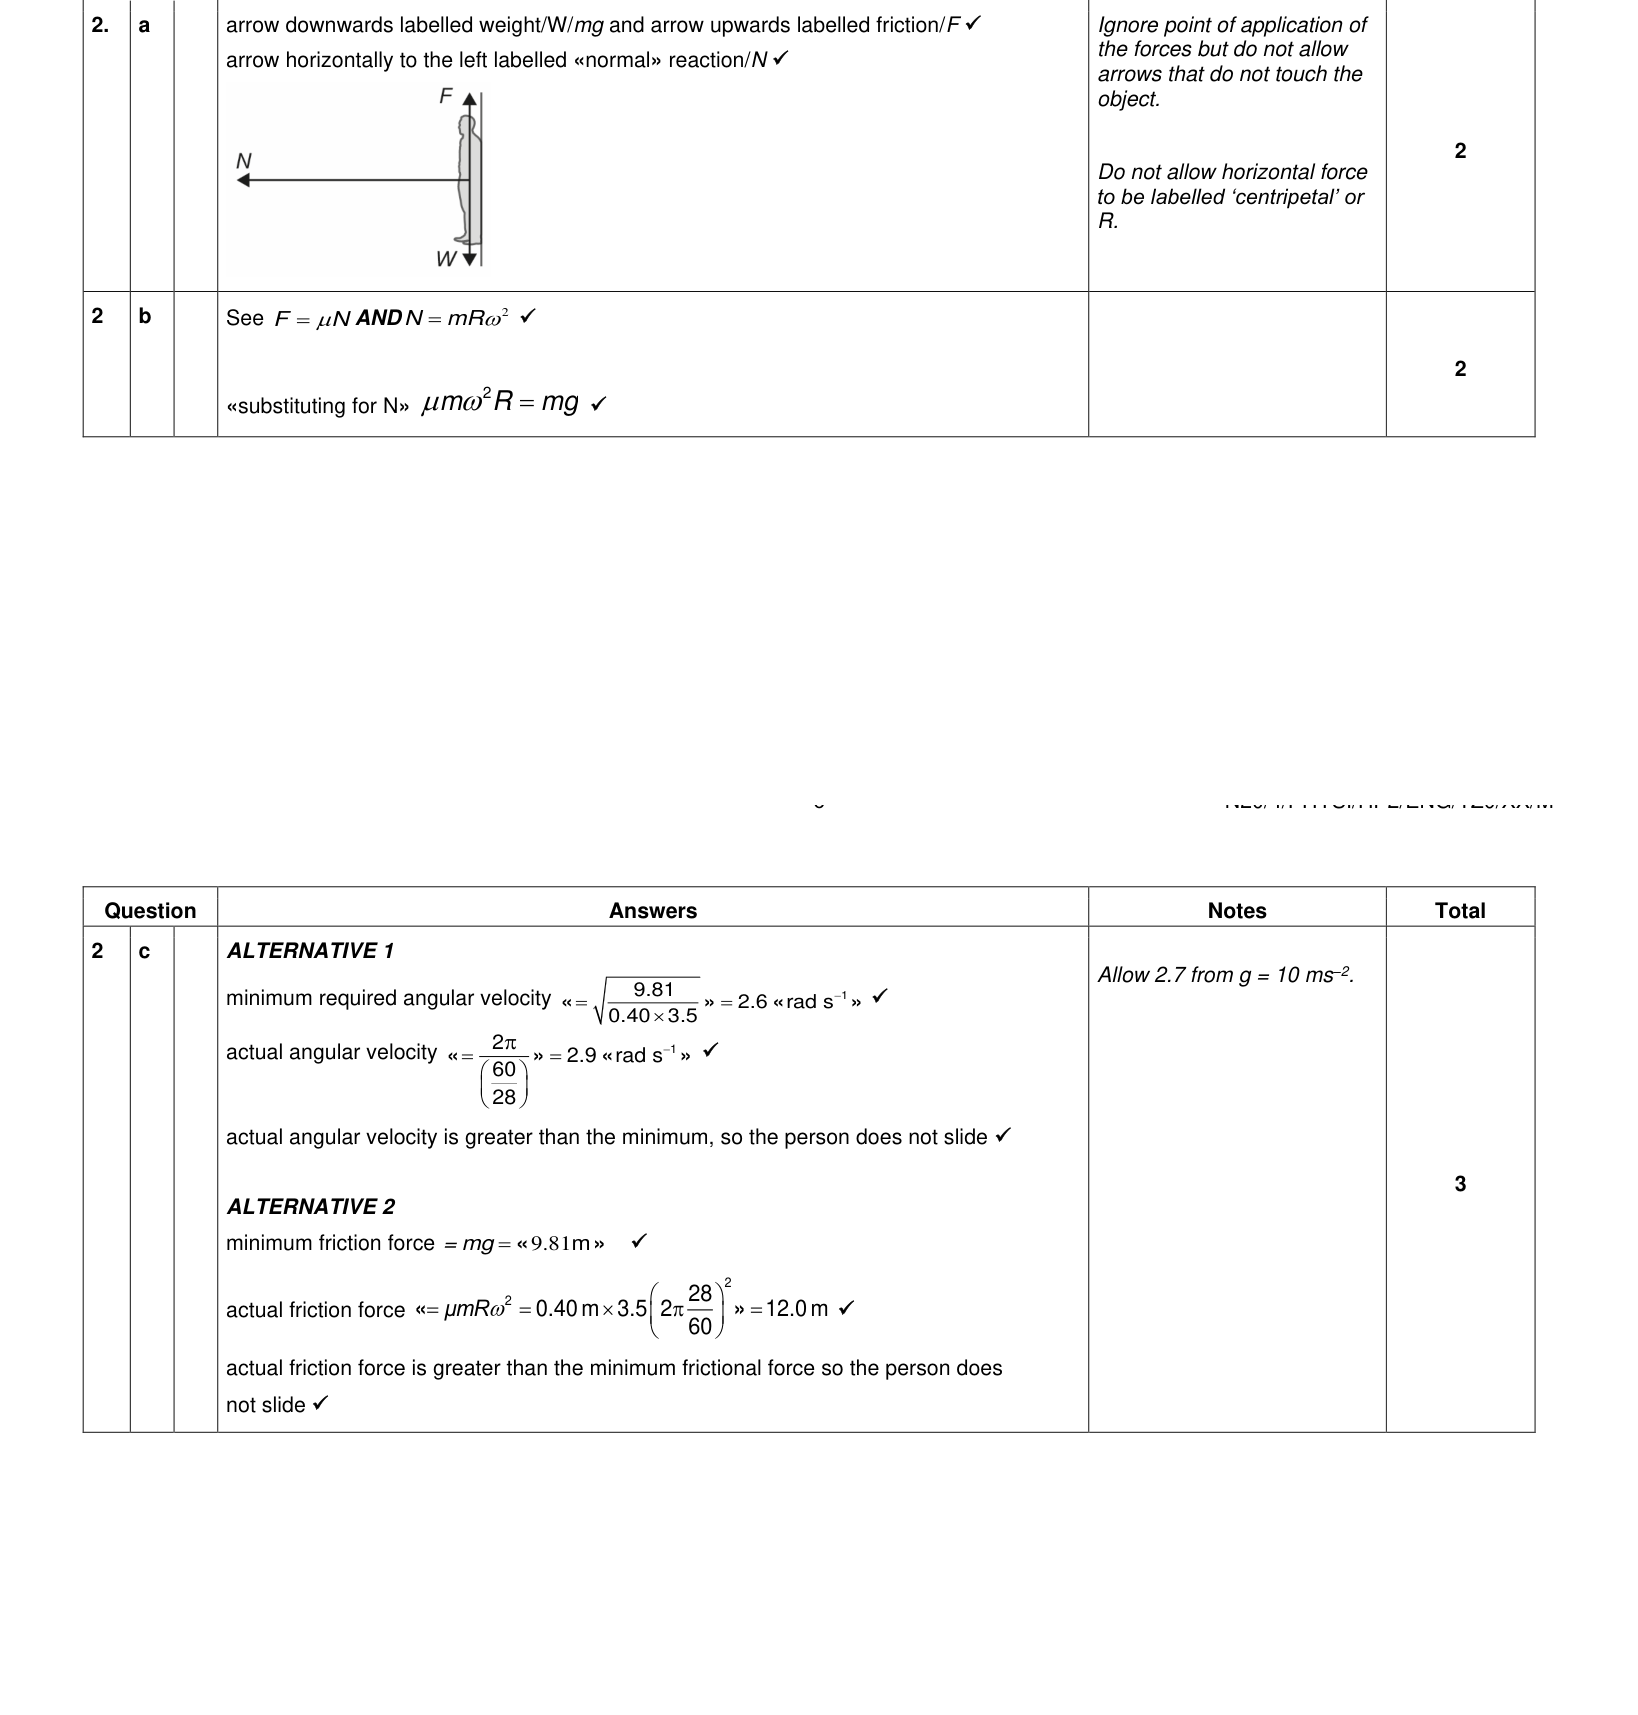 2. a arrow downwards labelled weight/W/mg and arrow upwards labelled friction/F ✓
arrow horizontally to the left labelled «normal» reaction/N ✓
F
N
W
Ignore point of application of
the forces but do not allow
arrows that do not touch the
object.
Do not allow horizontal force
to be labelled ‘centripetal’ or
R.
2
2 b See F = μN AND N = mRω² ✓
«substituting for N» μmω²R = mg ✓
2
Question Answers Notes Total
2 c ALTERNATIVE 1
minimum required angular velocity «= √(9.81/(0.40 × 3.5))» = 2.6 «rad s⁻¹» ✓
actual angular velocity «= 2π/(60/28)» = 2.9 «rad s⁻¹» ✓
actual angular velocity is greater than the minimum, so the person does not slide ✓
ALTERNATIVE 2
minimum friction force = mg = «9.81m» ✓
actual friction force «= μmRω² = 0.40 m × 3.5(2π 28/60)²» = 12.0 m ✓
actual friction force is greater than the minimum frictional force so the person does
not slide ✓
Allow 2.7 from g = 10 ms⁻².
3